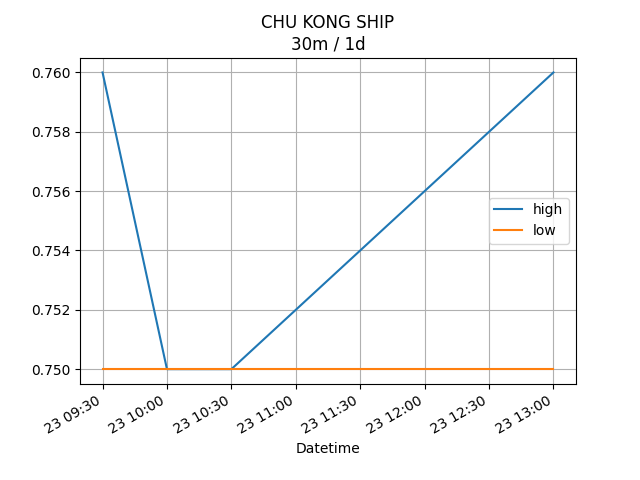 CHU KONG SHIP
30m / 1d
0.760
0.758
0.756
0.754
0.752
0.750
high
low
23 09:30
23 10:00
23 10:30
23 11:00
23 11:30
23 12:00
23 12:30
23 13:00
Datetime